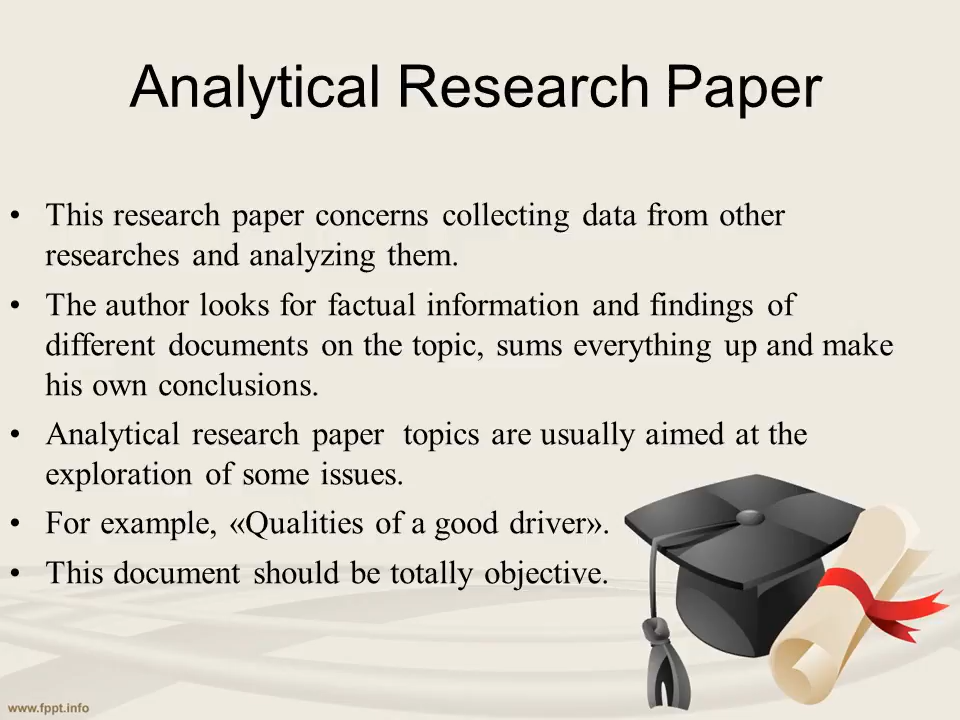 Analytical Research Paper
• This research paper concerns collecting data from other
researches and analyzing them.
• The author looks for factual information and findings of
different documents on the topic, sums everything up and make
his own conclusions.
• Analytical research paper  topics are usually aimed at the
exploration of some issues.
• For example, «Qualities of a good driver».
• This document should be totally objective.
www.fppt.info